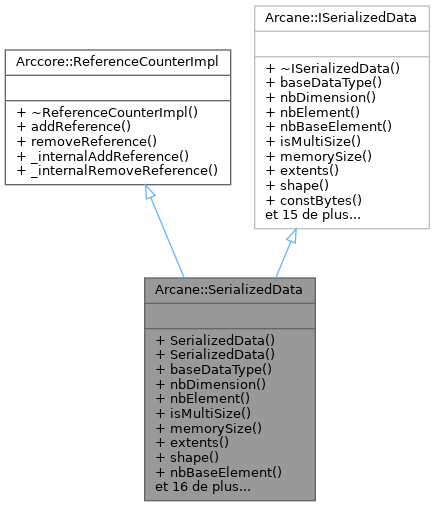 Arcane::ISerializedData
+ ~ISerializedData()
+ baseDataType()
+ nbDimension()
+ nbElement()
+ nbBaseElement()
+ isMultiSize()
+ memorySize()
+ extents()
+ shape()
+ constBytes()
et 15 de plus...
Arccore::ReferenceCounterImpl
+ ~ReferenceCounterImpl()
+ addReference()
+ removeReference()
+ _internalAddReference()
+ _internalRemoveReference()
Arcane::SerializedData
+ SerializedData()
+ SerializedData()
+ baseDataType()
+ nbDimension()
+ nbElement()
+ isMultiSize()
+ memorySize()
+ extents()
+ shape()
+ nbBaseElement()
et 16 de plus...